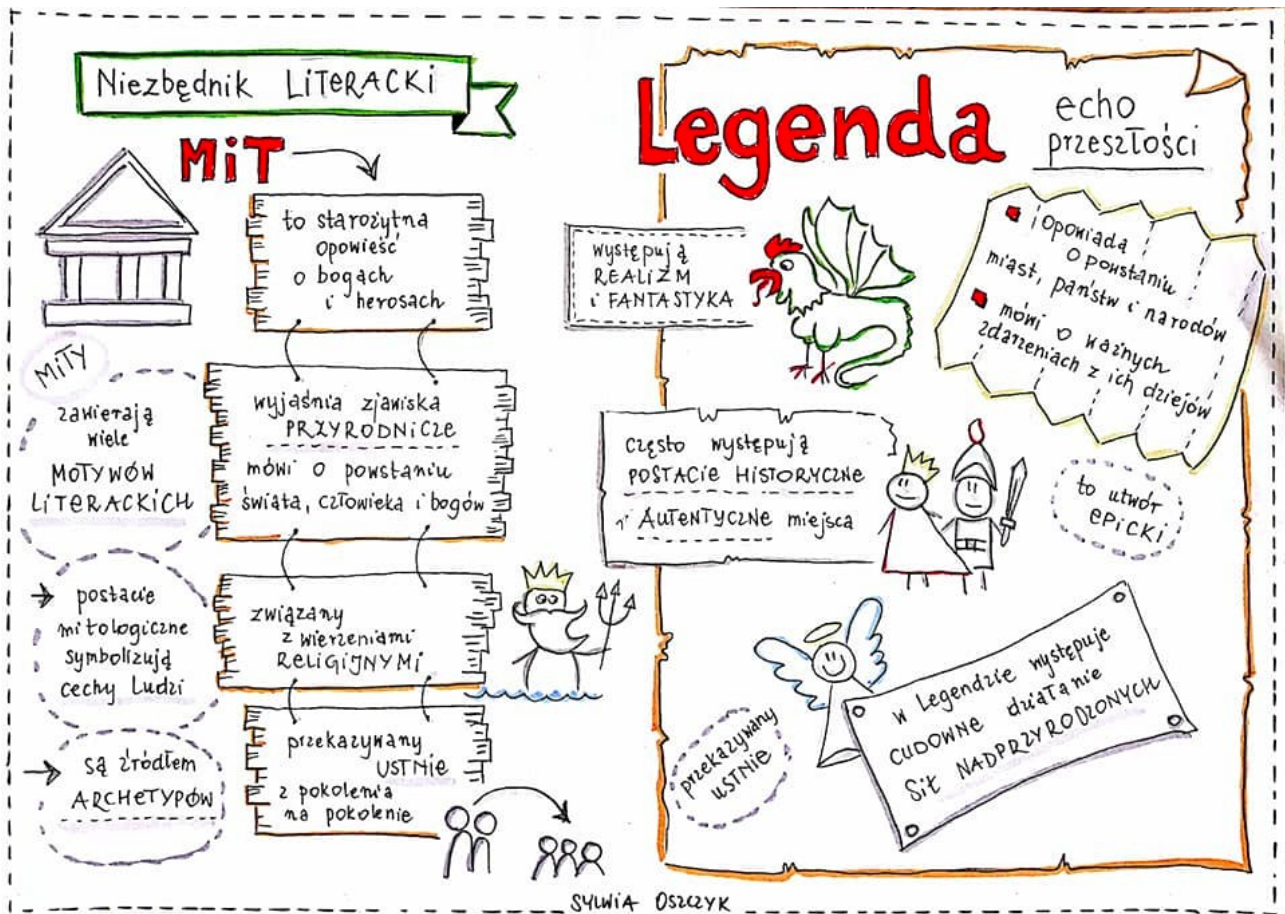 Niezbędnik LITERACKI
MIT
to starożytna
opowieść
o bogach
i herosach
MITY
zawierają
wiele
MOTYWÓW
LITERACKICH
wyjaśnia zjawiska
PRZYRODNICZE
mówi o powstaniu
świata, człowieka i bogów
postacie
mitologiczne
symbolizują
cechy ludzi
związany
z wierzeniami
RELIGIJNYMI
są źródłem
ARCHETYPÓW
przekazywany
USTNIE
z pokolenia
na pokolenie
Legenda
echo
przeszłości
występują
REALIZM
i FANTASTYKA
Opowiada
o powstaniu
miast, państw i narodów
mówi o ważnych
zdarzeniach z ich dziejów
często występują
POSTACIE HISTORYCZNE
i AUTENTYCZNE miejsca
to utwór
EPICKI
przekazywany
USTNIE
w Legendzie występuje
CUDOWNE działanie
Sił NADPRZYRODZONYCH
SYLWIA OSZCZYK